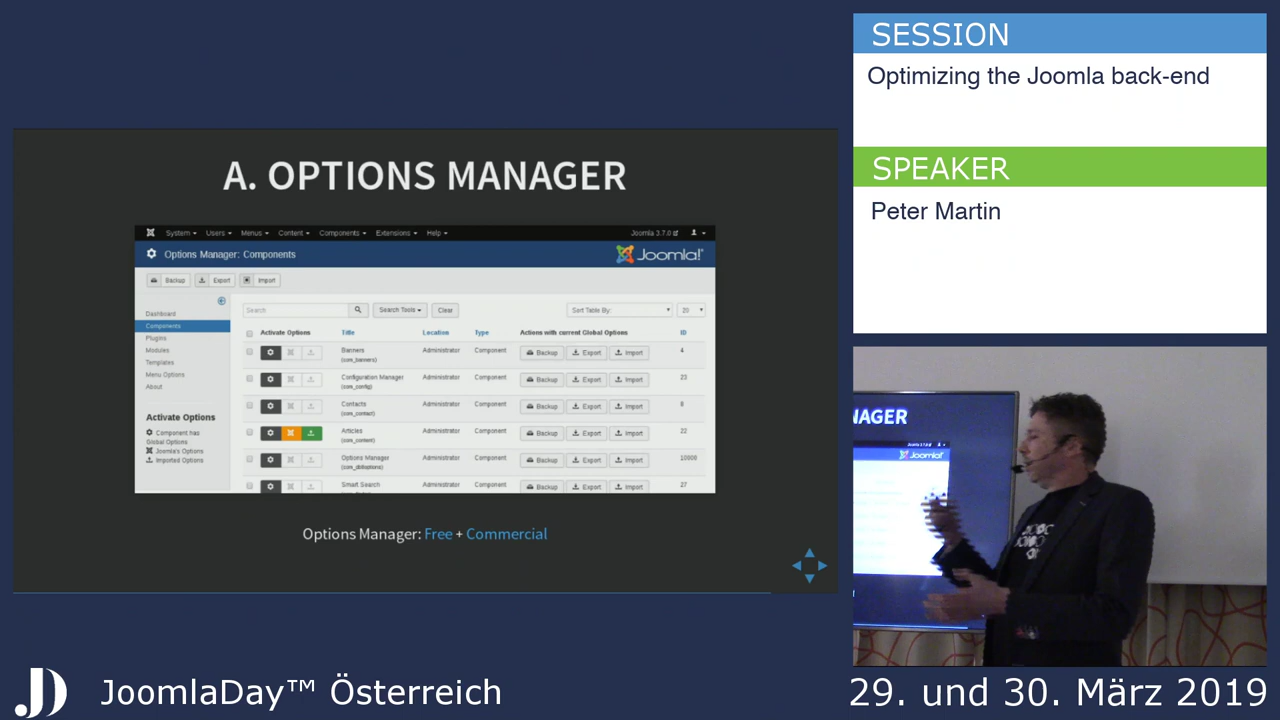 SESSION
Optimizing the Joomla back-end
SPEAKER
Peter Martin
A. OPTIONS MANAGER
System Users Menus Content Components Extensions Help Joomla 3.7.0
Options Manager: Components Joomla!®
Backup Export Import
Search Search Tools Clear Sort Table By: 20
Dashboard
Components
Plugins
Modules
Templates
Menu Options
About
Activate Options
Component has
Global Options
Joomla's Options
Imported Options
Activate Options Title Location Type Actions with current Global Options ID
Banners Administrator Component Backup Export Import 4
(com_banners)
Configuration Manager Administrator Component Backup Export Import 23
(com_config)
Contacts Administrator Component Backup Export Import 8
(com_contact)
Articles Administrator Component Backup Export Import 22
(com_content)
Options Manager Administrator Component Backup Export Import 10000
Smart Search Administrator Component Backup Export Import 27
Options Manager: Free + Commercial
NAGER
Joomla!
JD JoomlaDay™ Österreich
29. und 30. März 2019